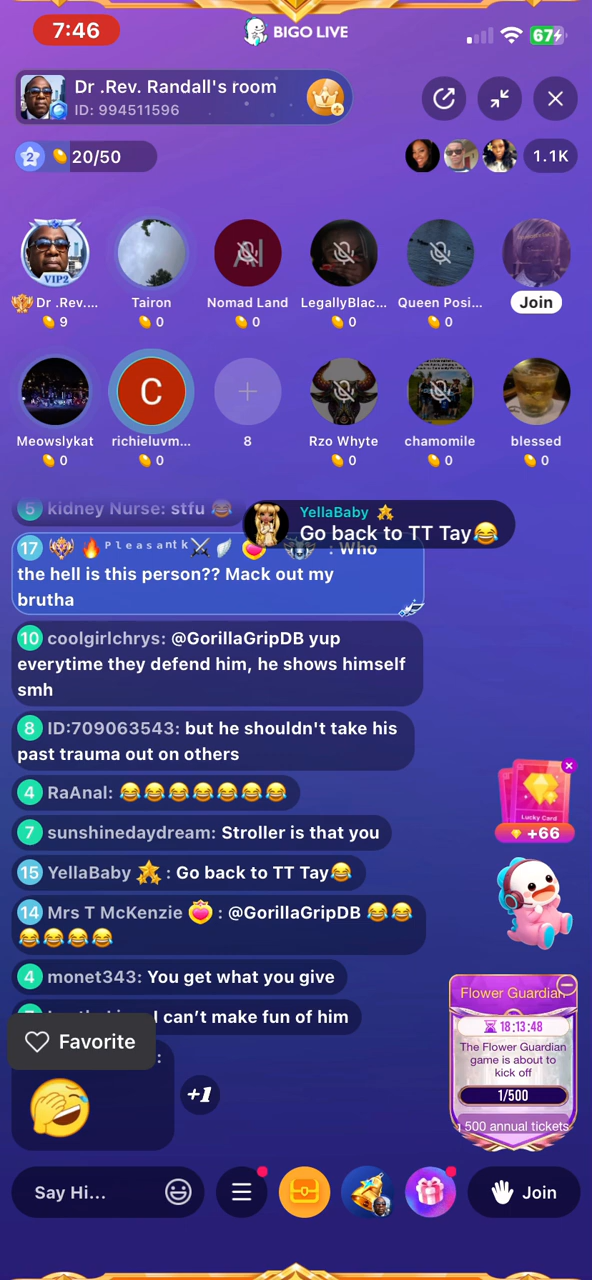 7:46
BIGO LIVE
67
Dr .Rev. Randall's room
ID: 994511596
2 20/50
1.1K
VIP2
Dr .Rev.... Tairon Nomad Land LegallyBlac... Queen Posi... Join
9 0 0 0 0
C
Meowslykat richieluvm... 8 Rzo Whyte chamomile blessed
0 0 0 0 0
5 kidney Nurse: stfu 😂
YellaBaby ⭐
Go back to TT Tay😂
17 🔥 ᴾˡᵉᵃˢᵃⁿᵗᵏ⚔️ : Who
the hell is this person?? Mack out my
brutha
10 coolgirlchrys: @GorillaGripDB yup
everytime they defend him, he shows himself
smh
8 ID:709063543: but he shouldn't take his
past trauma out on others
4 RaAnal: 😂😂😂😂😂😂😂
7 sunshinedaydream: Stroller is that you
15 YellaBaby ⭐ : Go back to TT Tay😂
14 Mrs T McKenzie : @GorillaGripDB 😂😂
😂😂😂😂
4 monet343: You get what you give
I can't make fun of him
Favorite
:
+1
Lucky Card
+66
Flower Guardian
18:13:48
The Flower Guardian
game is about to
kick off
1/500
500 annual tickets
Say Hi...
Join